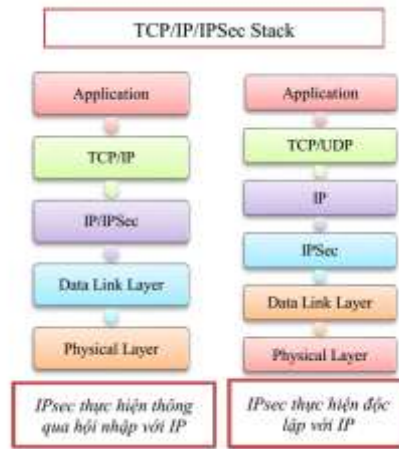 TCP/IP/IPSec Stack
Application
TCP/IP
IP/IPSec
Data Link Layer
Physical Layer
IPsec thực hiện thông
qua hội nhập với IP
Application
TCP/UDP
IP
IPSec
Data Link Layer
Physical Layer
IPsec thực hiện độc
lập với IP